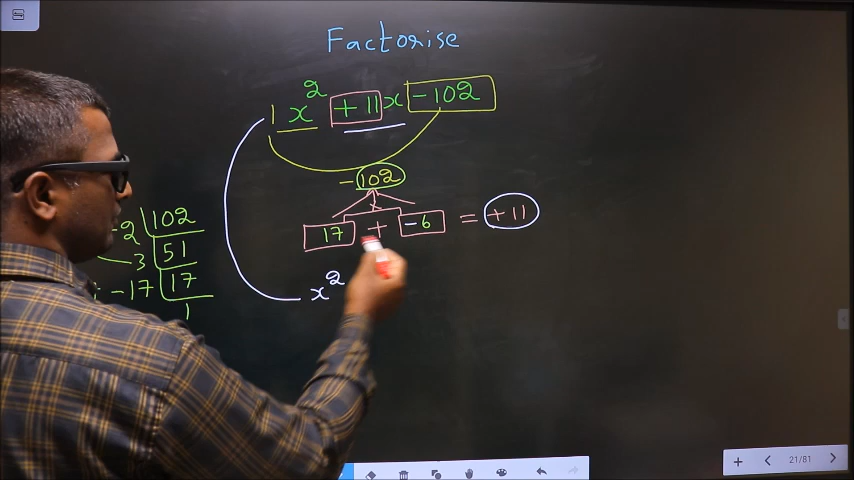 Factorise
1x² + 11x - 102
- 102
17 + -6 = +11
x²
2 | 102
3 | 51
- 17 | 17
1
21/81